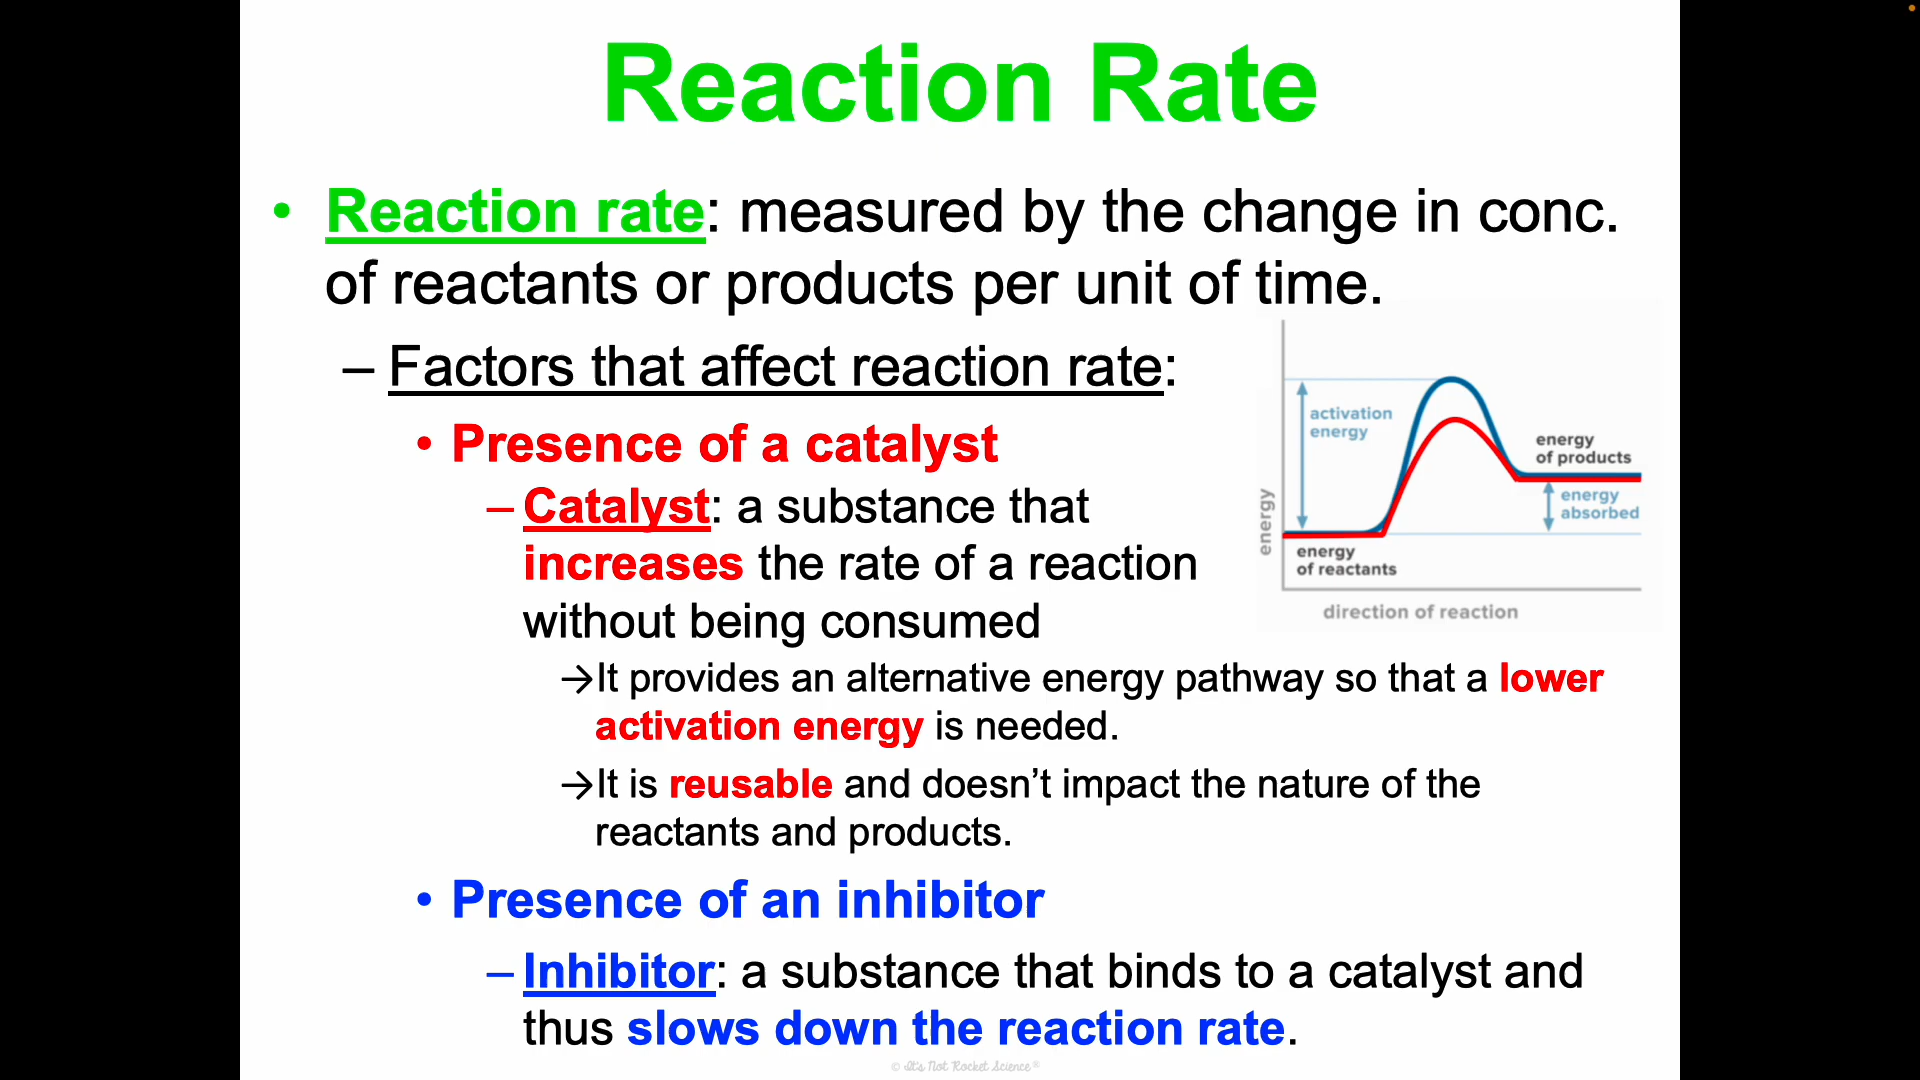 Reaction Rate
• Reaction rate: measured by the change in conc.
of reactants or products per unit of time.
– Factors that affect reaction rate:
• Presence of a catalyst
– Catalyst: a substance that
increases the rate of a reaction
without being consumed
→It provides an alternative energy pathway so that a lower
activation energy is needed.
→It is reusable and doesn’t impact the nature of the
reactants and products.
• Presence of an inhibitor
– Inhibitor: a substance that binds to a catalyst and
thus slows down the reaction rate.
activation
energy
energy
of products
energy
absorbed
energy
energy
of reactants
direction of reaction
© It's Not Rocket Science®